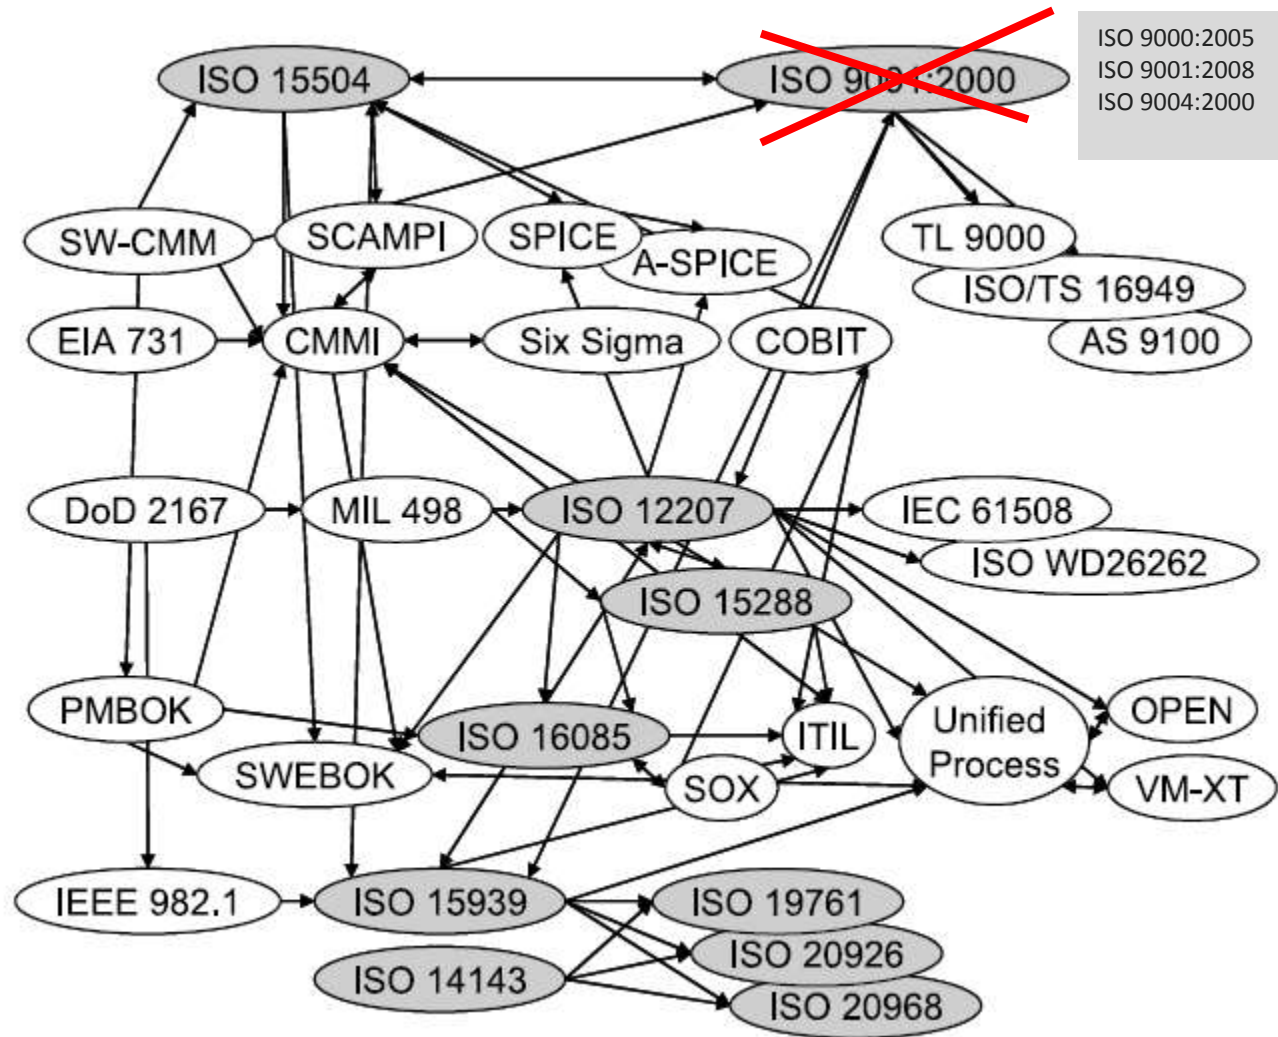 ISO 15504
ISO 9001:2000
ISO 9000:2005
ISO 9001:2008
ISO 9004:2000
SW-CMM
SCAMPI
SPICE
A-SPICE
TL 9000
ISO/TS 16949
AS 9100
EIA 731
CMMI
Six Sigma
COBIT
DoD 2167
MIL 498
ISO 12207
IEC 61508
ISO WD26262
ISO 15288
PMBOK
ISO 16085
ITIL
Unified
Process
OPEN
SWEBOK
SOX
VM-XT
IEEE 982.1
ISO 15939
ISO 19761
ISO 20926
ISO 14143
ISO 20968